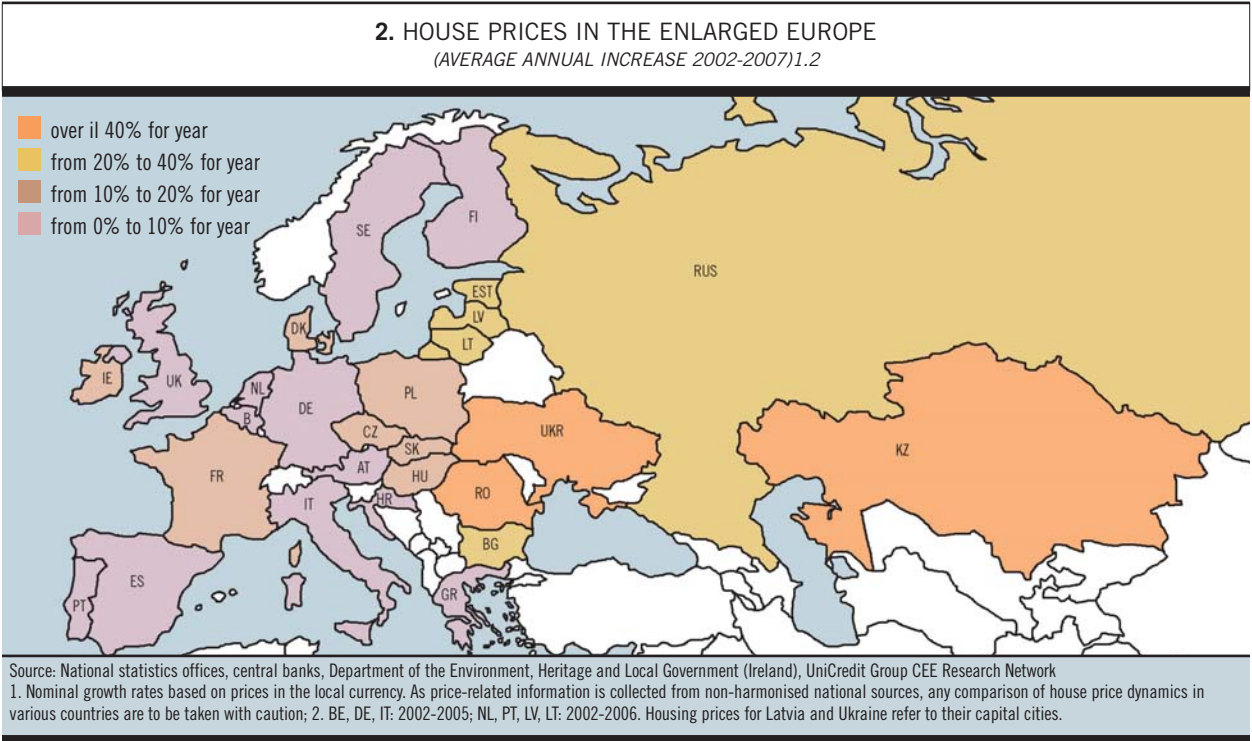 2. HOUSE PRICES IN THE ENLARGED EUROPE
(AVERAGE ANNUAL INCREASE 2002-2007)1.2
over il 40% for year
from 20% to 40% for year
from 10% to 20% for year
from 0% to 10% for year
FI
SE
RUS
EST
LV
DK
LT
IE
UK
NL
PL
DE
B
CZ
UKR
SK
KZ
AT
FR
HU
RO
HR
IT
BG
ES
GR
PT
Source: National statistics offices, central banks, Department of the Environment, Heritage and Local Government (Ireland), UniCredit Group CEE Research Network
1. Nominal growth rates based on prices in the local currency. As price-related information is collected from non-harmonised national sources, any comparison of house price dynamics in
various countries are to be taken with caution; 2. BE, DE, IT: 2002-2005; NL, PT, LV, LT: 2002-2006. Housing prices for Latvia and Ukraine refer to their capital cities.